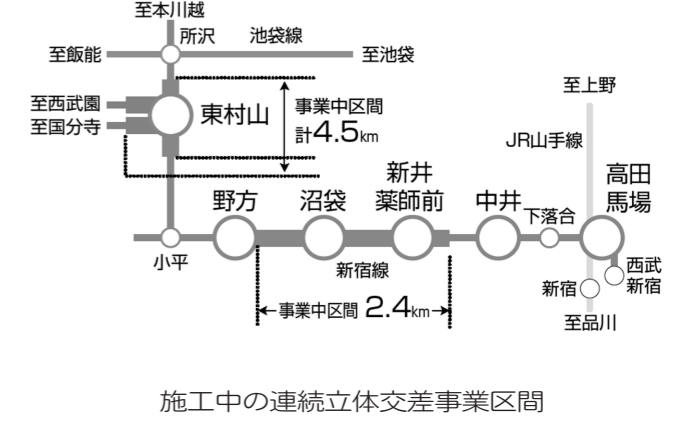 至本川越
所沢
池袋線
至飯能
至池袋
至上野
至西武園
至国分寺
東村山
事業中区間
計4.5km
JR山手線
高田
馬場
野方
沼袋
新井
薬師前
中井
下落合
小平
新宿線
西武
新宿
新宿
事業中区間 2.4km
至品川
施工中の連続立体交差事業区間